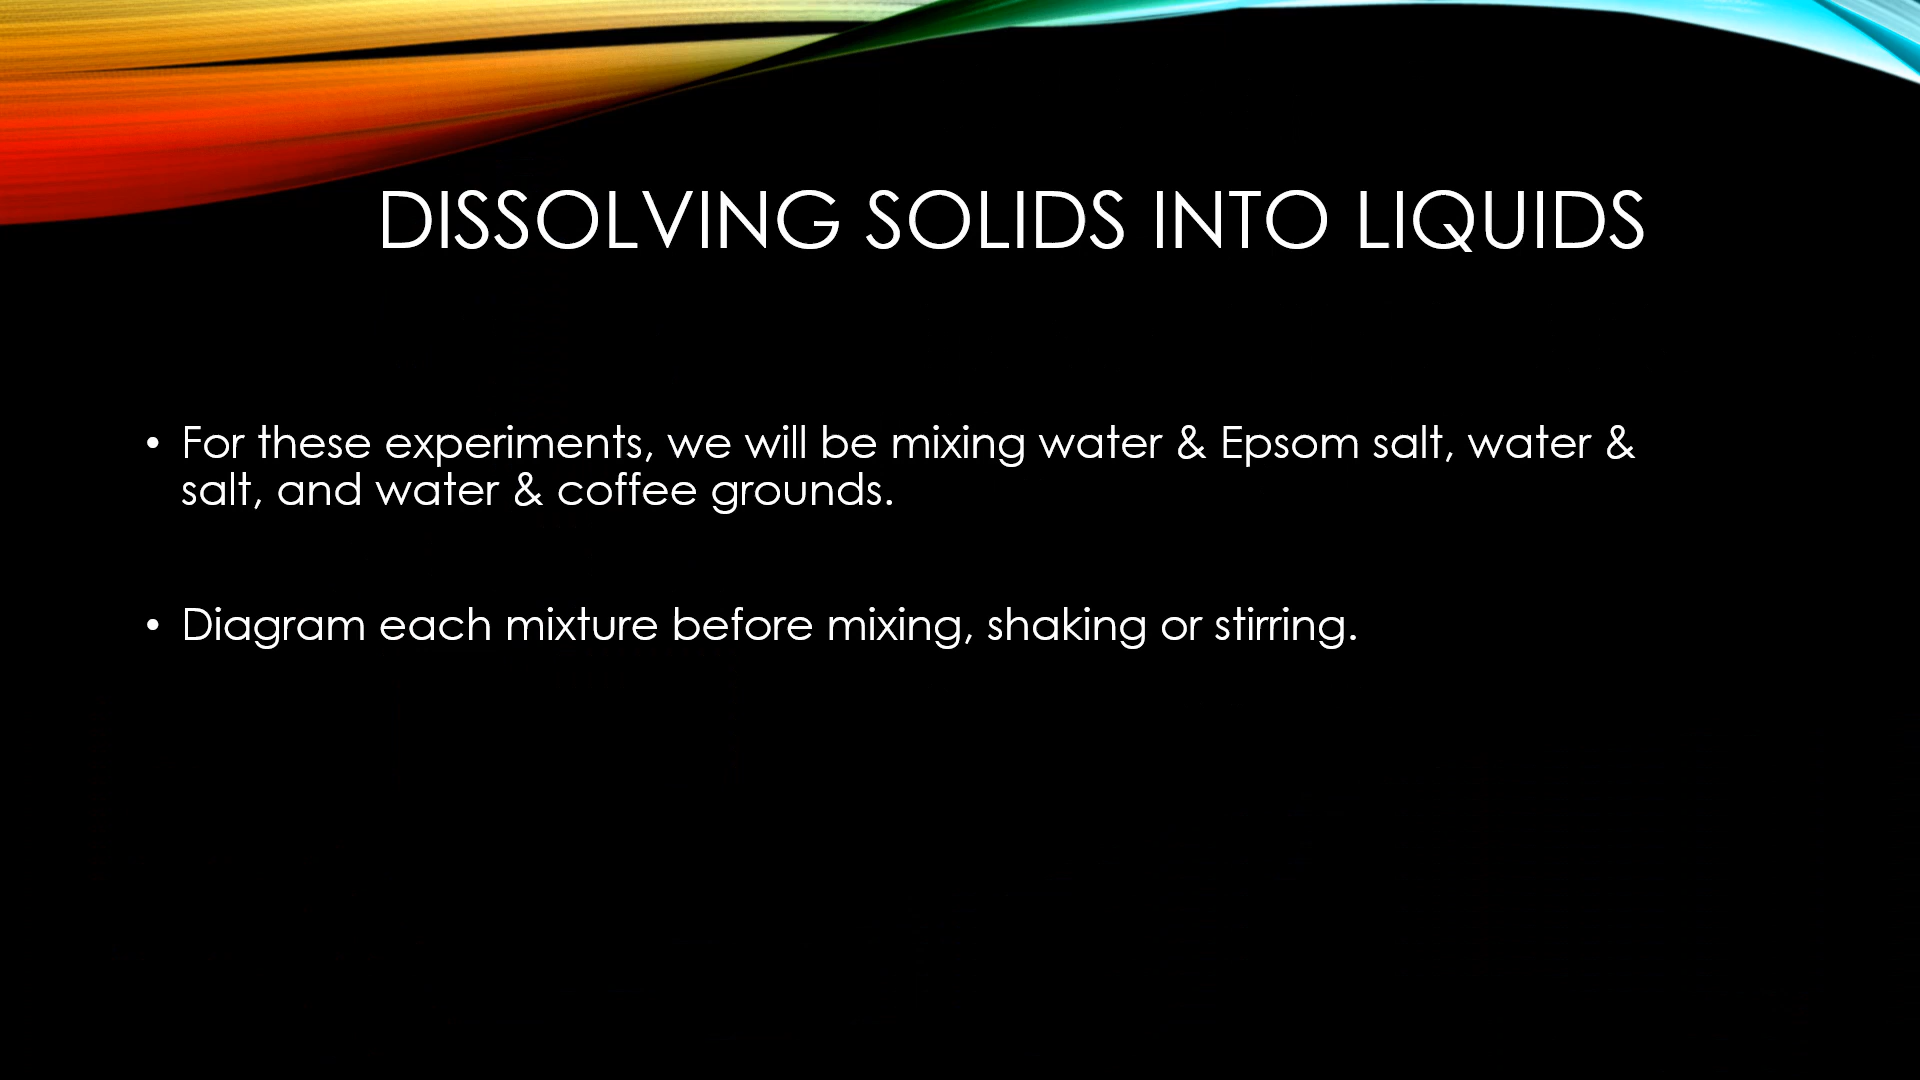 DISSOLVING SOLIDS INTO LIQUIDS
• For these experiments, we will be mixing water & Epsom salt, water &
salt, and water & coffee grounds.
• Diagram each mixture before mixing, shaking or stirring.